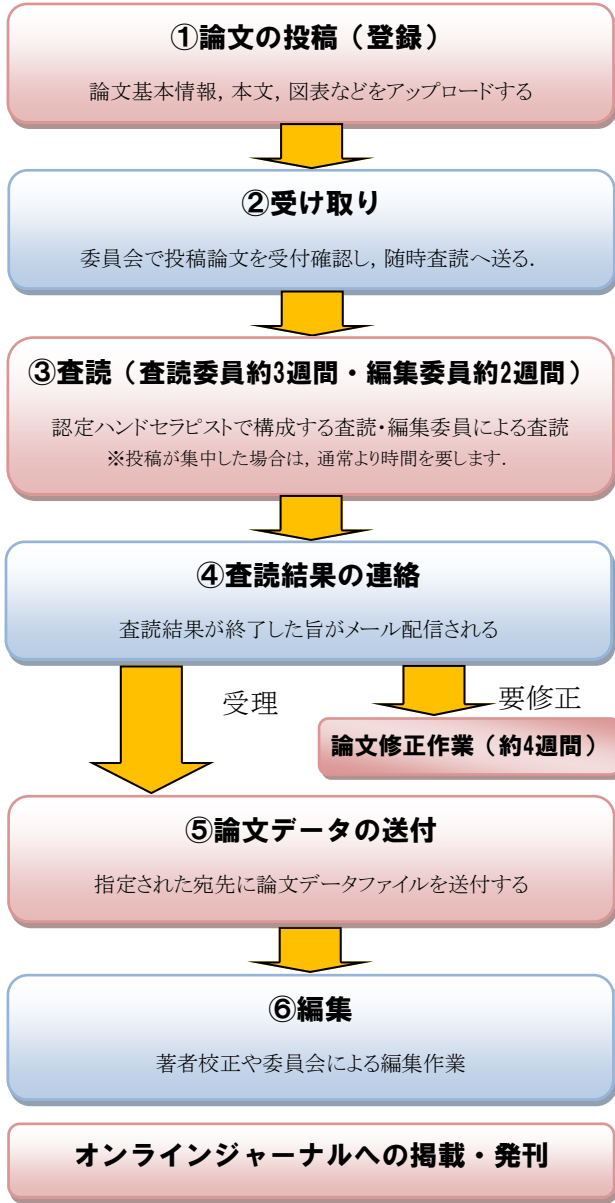 ①論文の投稿（登録）
論文基本情報, 本文, 図表などをアップロードする
②受け取り
委員会で投稿論文を受付確認し, 随時査読へ送る.
③査読（査読委員約3週間・編集委員約2週間）
認定ハンドセラピストで構成する査読・編集委員による査読
※投稿が集中した場合は, 通常より時間を要します.
④査読結果の連絡
査読結果が終了した旨がメール配信される
受理
要修正
論文修正作業（約4週間）
⑤論文データの送付
指定された宛先に論文データファイルを送付する
⑥編集
著者校正や委員会による編集作業
オンラインジャーナルへの掲載・発刊